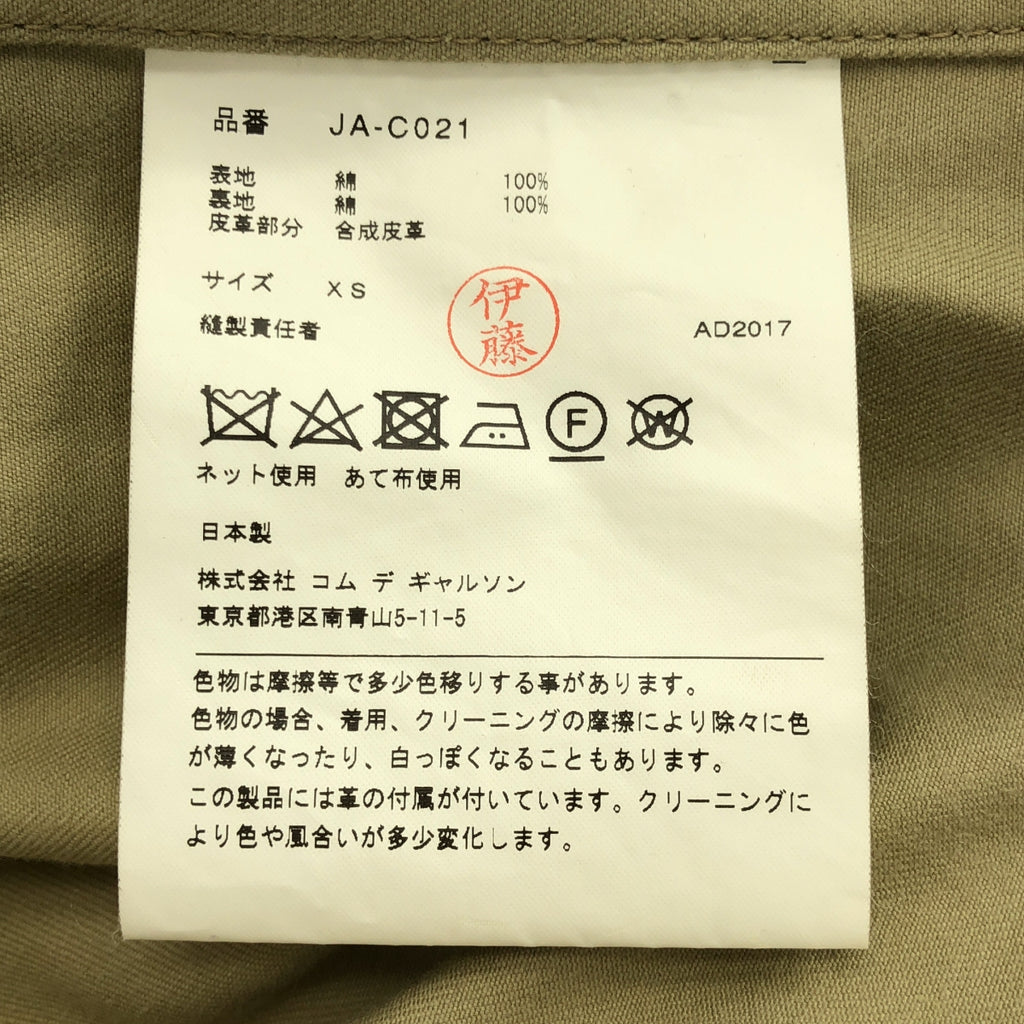 品番 JA-C021
表地 綿 100%
裏地 綿 100%
皮革部分 合成皮革
サイズ XS
伊藤
縫製責任者 AD2017
F W
ネット使用 あて布使用
日本製
株式会社 コム デ ギャルソン
東京都港区南青山5-11-5
色物は摩擦等で多少色移りする事があります。
色物の場合、着用、クリーニングの摩擦により除々に色
が薄くなったり、白っぽくなることもあります。
この製品には革の付属が付いています。クリーニングに
より色や風合いが多少変化します。